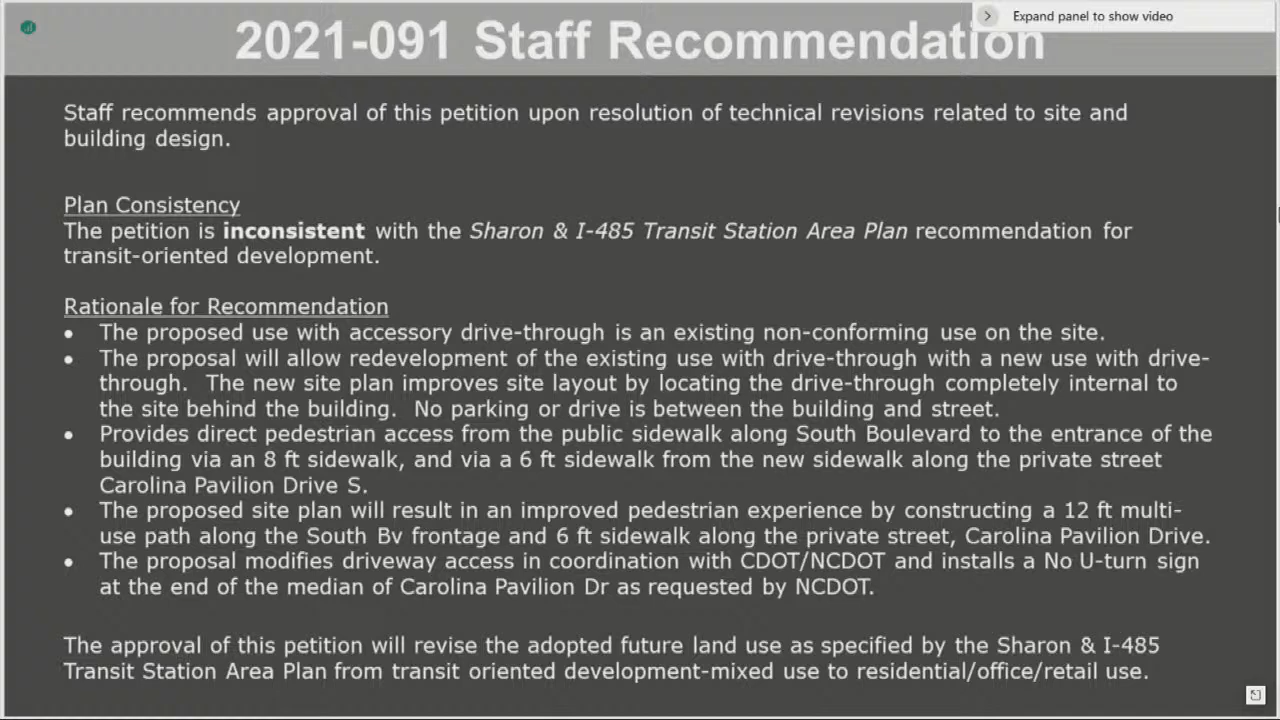 2021-091 Staff Recommendation
Expand panel to show video
Staff recommends approval of this petition upon resolution of technical revisions related to site and
building design.
Plan Consistency
The petition is inconsistent with the Sharon & I-485 Transit Station Area Plan recommendation for
transit-oriented development.
Rationale for Recommendation
• The proposed use with accessory drive-through is an existing non-conforming use on the site.
• The proposal will allow redevelopment of the existing use with drive-through with a new use with drive-
through. The new site plan improves site layout by locating the drive-through completely internal to
the site behind the building. No parking or drive is between the building and street.
• Provides direct pedestrian access from the public sidewalk along South Boulevard to the entrance of the
building via an 8 ft sidewalk, and via a 6 ft sidewalk from the new sidewalk along the private street
Carolina Pavilion Drive S.
• The proposed site plan will result in an improved pedestrian experience by constructing a 12 ft multi-
use path along the South Bv frontage and 6 ft sidewalk along the private street, Carolina Pavilion Drive.
• The proposal modifies driveway access in coordination with CDOT/NCDOT and installs a No U-turn sign
at the end of the median of Carolina Pavilion Dr as requested by NCDOT.
The approval of this petition will revise the adopted future land use as specified by the Sharon & I-485
Transit Station Area Plan from transit oriented development-mixed use to residential/office/retail use.